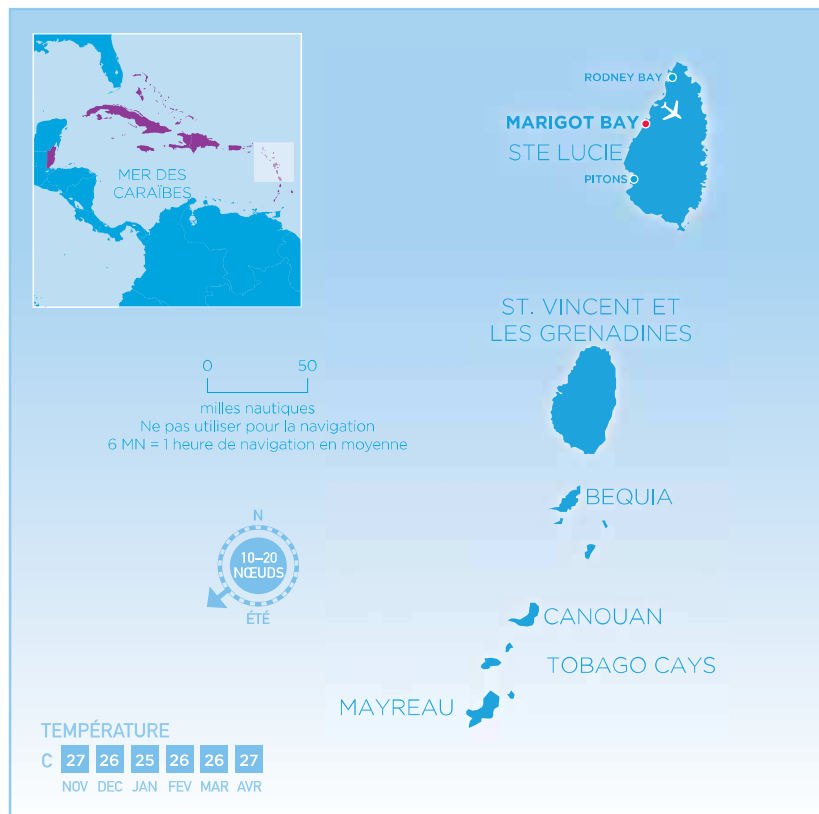 MER DES
CARAÏBES
RODNEY BAY
MARIGOT BAY
STE LUCIE
PITONS
ST. VINCENT ET
LES GRENADINES
0 50
milles nautiques
Ne pas utiliser pour la navigation
6 MN = 1 heure de navigation en moyenne
BEQUIA
N
10–20
NŒUDS
ÉTÉ
CANOUAN
TOBAGO CAYS
MAYREAU
TEMPÉRATURE
C 27 26 25 26 26 27
NOV DEC JAN FEV MAR AVR